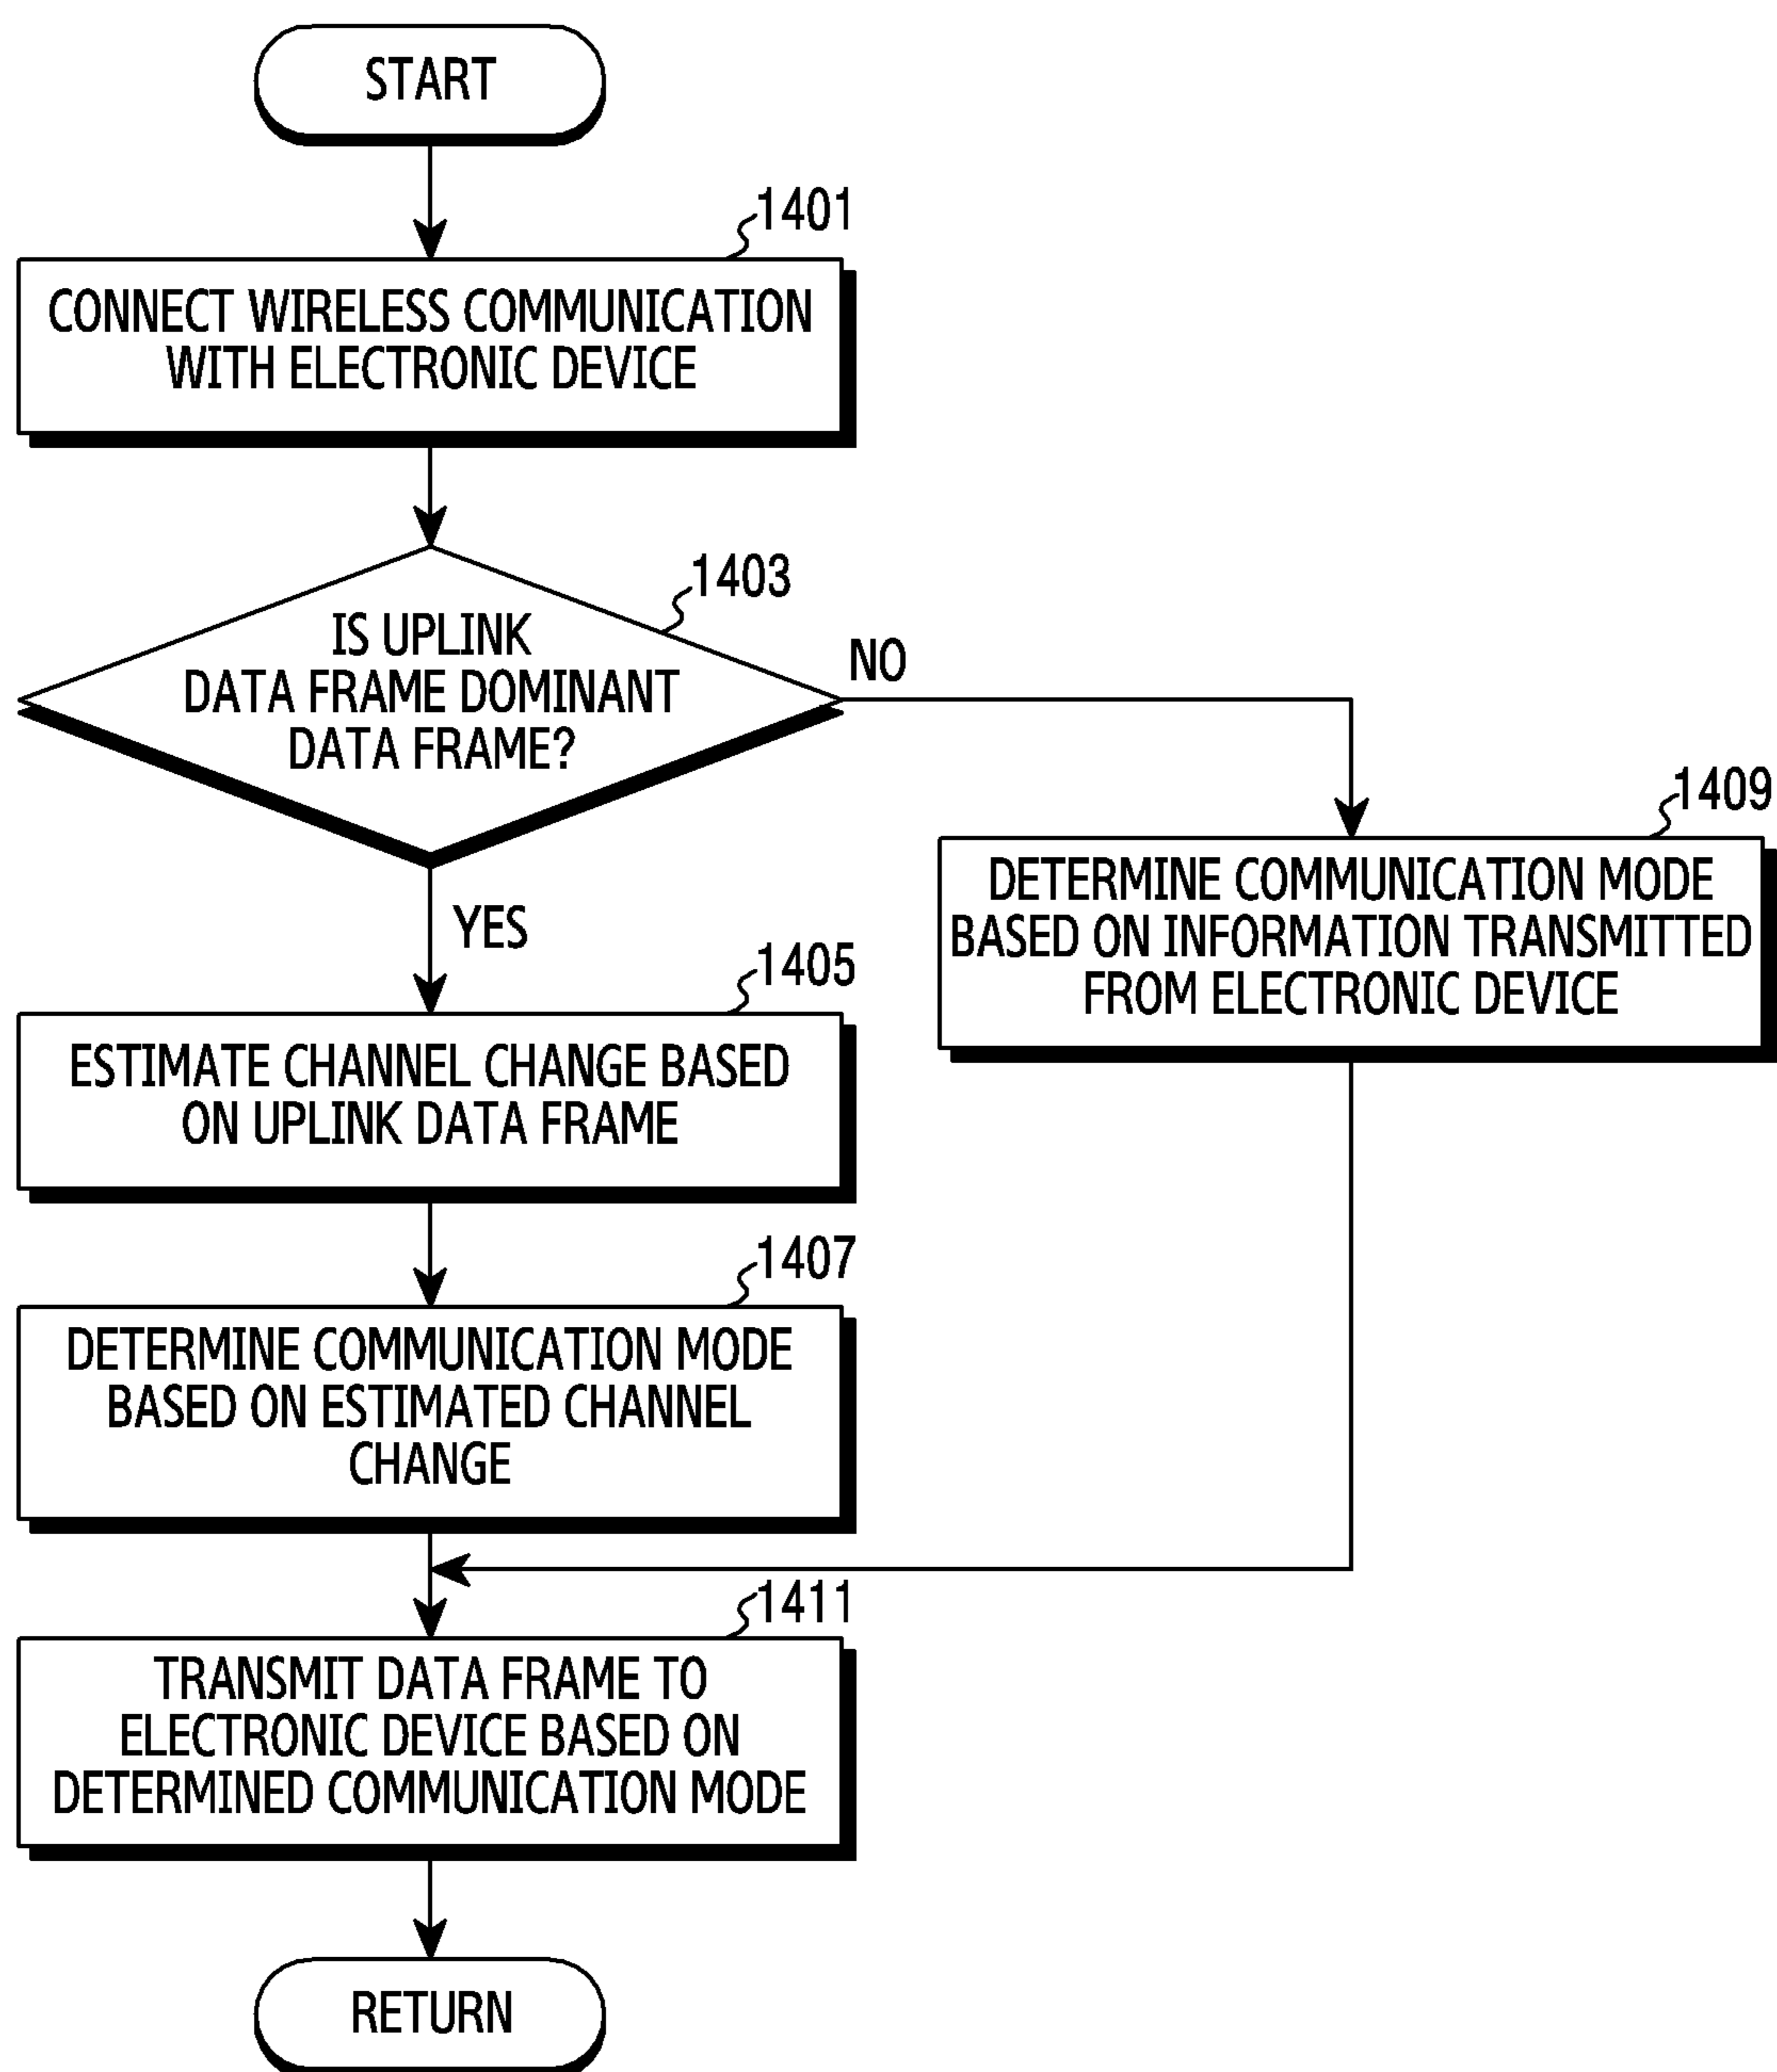 START
1401
CONNECT WIRELESS COMMUNICATION
WITH ELECTRONIC DEVICE
1403
IS UPLINK
DATA FRAME DOMINANT
DATA FRAME?
NO
YES
1409
DETERMINE COMMUNICATION MODE
BASED ON INFORMATION TRANSMITTED
FROM ELECTRONIC DEVICE
1405
ESTIMATE CHANNEL CHANGE BASED
ON UPLINK DATA FRAME
1407
DETERMINE COMMUNICATION MODE
BASED ON ESTIMATED CHANNEL
CHANGE
1411
TRANSMIT DATA FRAME TO
ELECTRONIC DEVICE BASED ON
DETERMINED COMMUNICATION MODE
RETURN